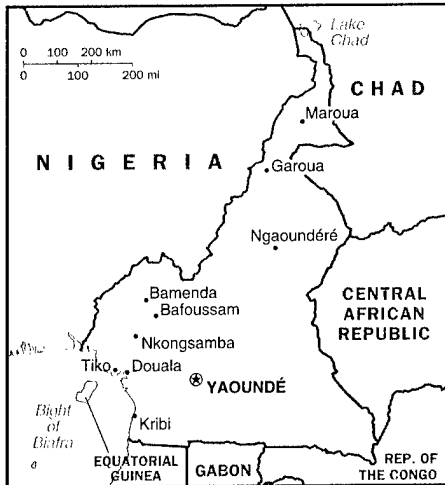 Lake
Chad
0 100 200 km
0 100 200 mi
CHAD
Maroua
NIGERIA
Garoua
Ngaoundéré
Bamenda
Bafoussam
CENTRAL
AFRICAN
REPUBLIC
Nkongsamba
Tiko
Douala
YAOUNDÉ
Bight
of
Biafra
Kribi
EQUATORIAL
GUINEA
GABON
REP. OF
THE CONGO